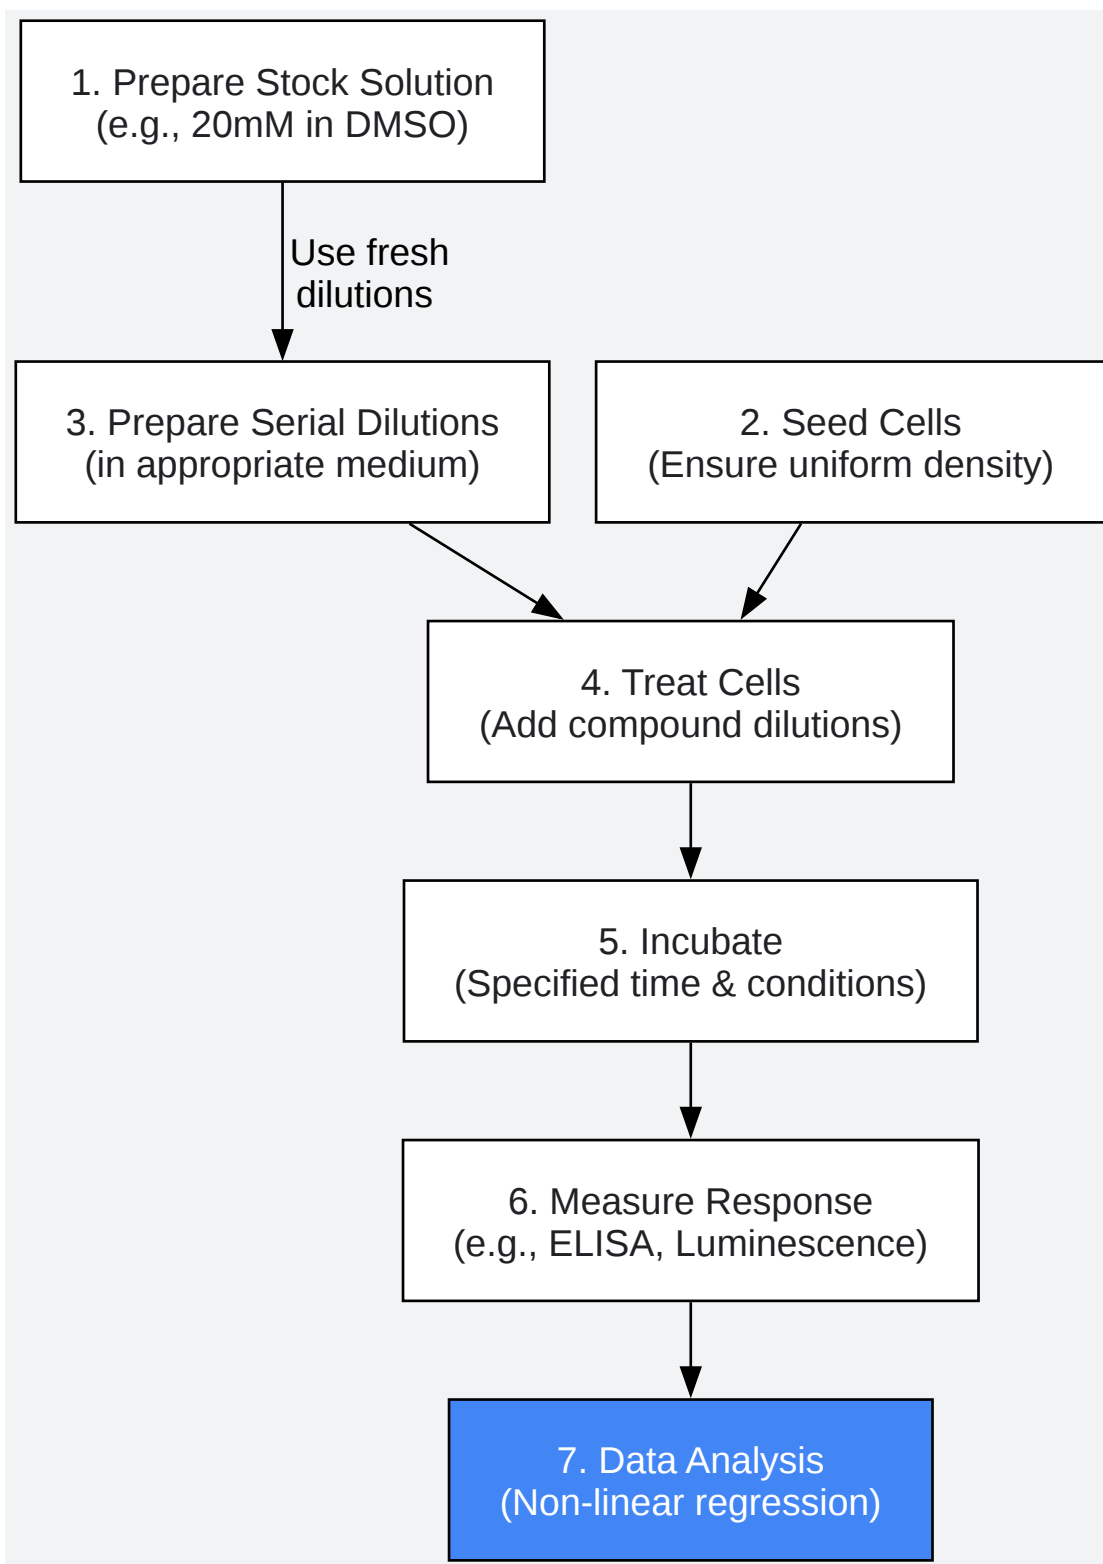 1. Prepare Stock Solution
(e.g., 20mM in DMSO)
Use fresh
dilutions
3. Prepare Serial Dilutions
(in appropriate medium)
2. Seed Cells
(Ensure uniform density)
4. Treat Cells
(Add compound dilutions)
5. Incubate
(Specified time & conditions)
6. Measure Response
(e.g., ELISA, Luminescence)
7. Data Analysis
(Non-linear regression)